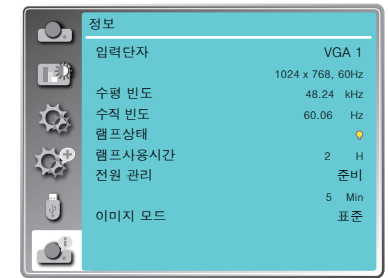 정보
입력단자 VGA 1
1024 x 768, 60Hz
수평 빈도 48.24 kHz
수직 빈도 60.06 Hz
램프상태
램프사용시간 2 H
전원 관리 준비
5 Min
이미지 모드 표준